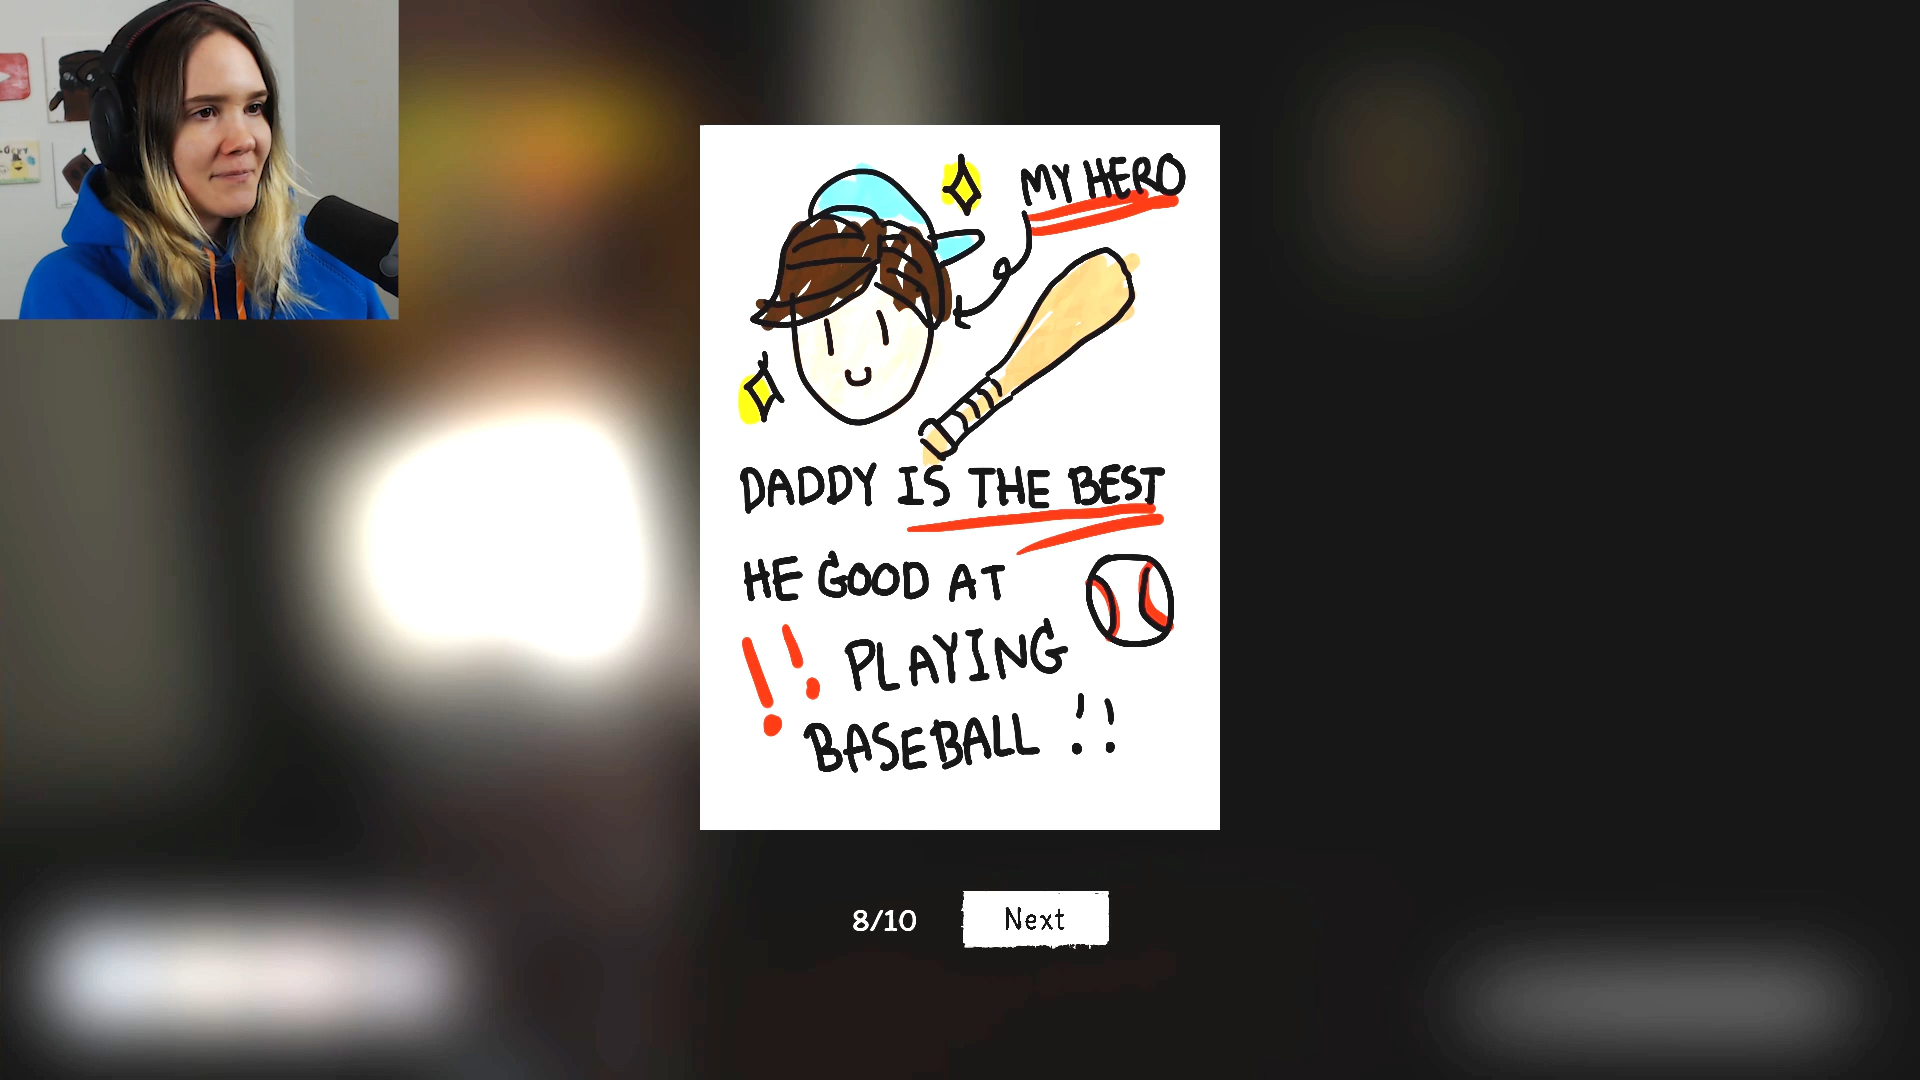 MY HERO
DADDY IS THE BEST
HE GOOD AT
!! PLAYING
BASEBALL !!
8/10
Next